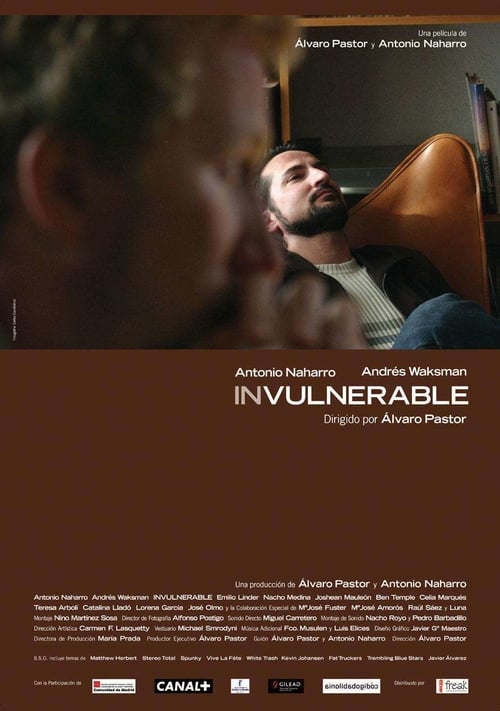 Una película de
Álvaro Pastor y Antonio Naharro
Antonio Naharro Andrés Waksman
INVULNERABLE
Dirigido por Álvaro Pastor
Una producción de Álvaro Pastor y Antonio Naharro
Antonio Naharro Andrés Waksman INVULNERABLE Emilio Linder Nacho Medina Joshean Mauleón Ben Temple Celia Marqués
Teresa Arbolí Catalina Lladó Lorena García José Olmo y la Colaboración Especial de MªJosé Fuster MªJosé Amorós Raúl Sáez y Luna
Montaje Nino Martínez Sosa Director de Fotografía Alfonso Postigo Sonido Directo Miguel Carretero Montaje de Sonido Nacho Royo y Pedro Barbadillo
Dirección Artística Carmen F. Lasquetty Vestuario Michael Smrodyni Música Adicional Fco. Musulen y Luis Elices Diseño Gráfico Javier Gª Maestro
Directora de Producción María Prada Productor Ejecutivo Álvaro Pastor Guión Álvaro Pastor y Antonio Naharro Dirección Álvaro Pastor
B.S.O. incluye temas de Matthew Herbert Stereo Total Spunky Vive La Fête White Trash Kevin Johansen Fat Truckers Trembling Blue Stars Javier Álvarez
Con la Participación de Comunidad de Madrid CANAL+ GILEAD Distribuido por freak